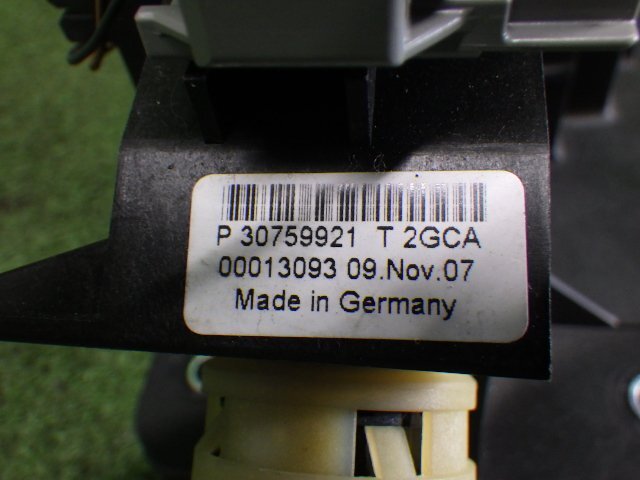 P 30759921 T 2GCA
00013093 09.Nov.07
Made in Germany